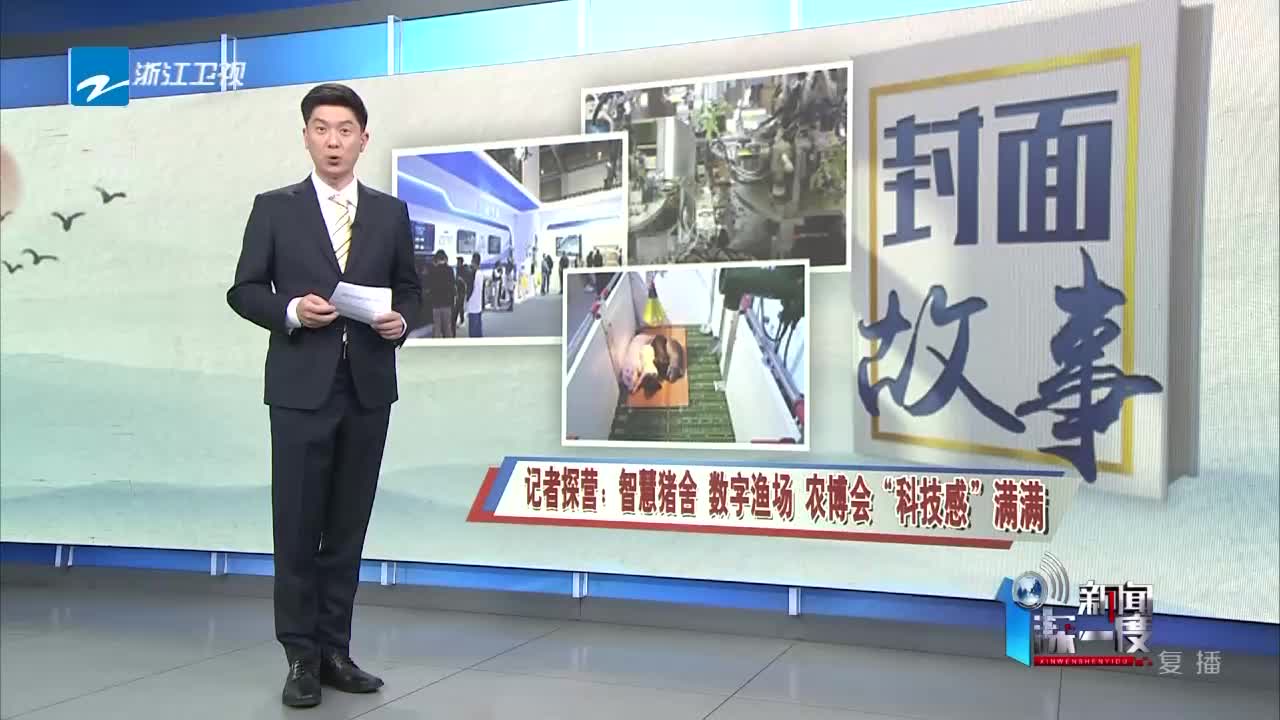 浙江卫视
封面
故事
记者探营：智慧猪舍 数字渔场 农博会“科技感”满满
新闻
深一度
XINWENSHENYIDU
复播